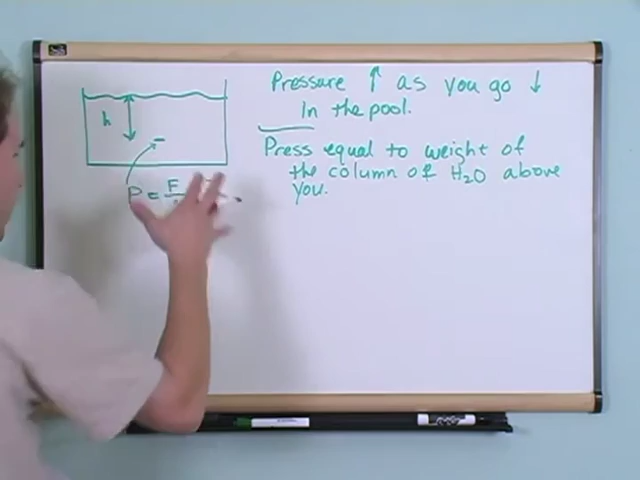 Pressure ↑ as you go ↓
in the pool.
Press equal to weight of
the column of H₂O above
you.
h
P = F